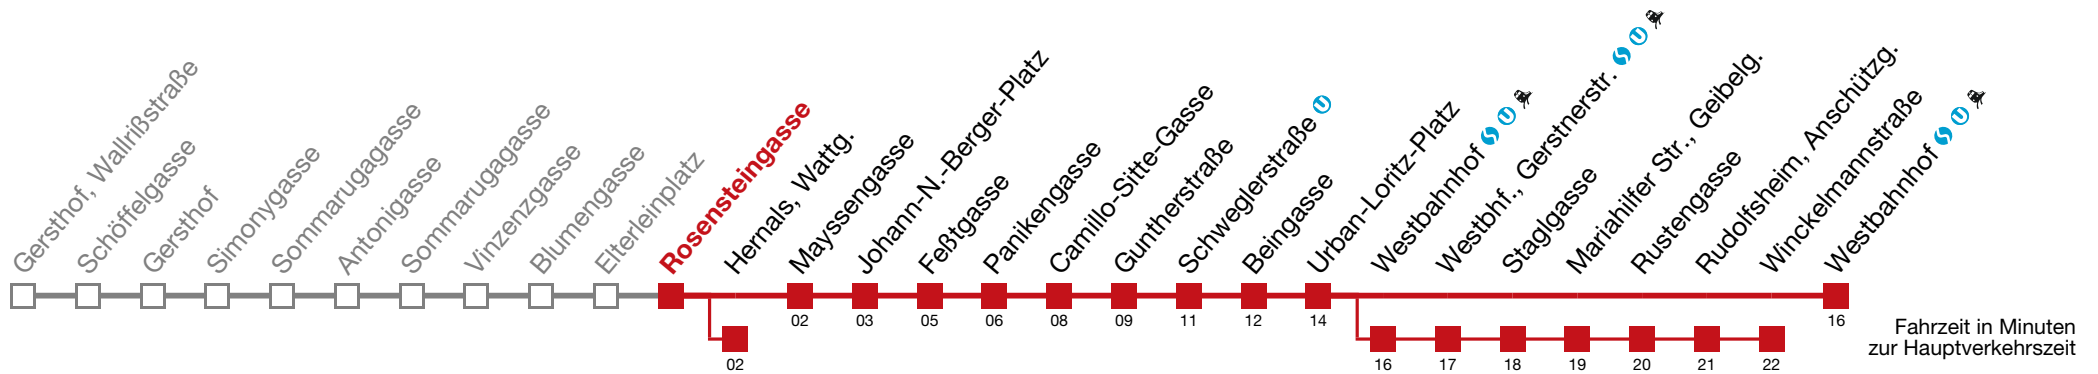 Gersthof, Wallrißstraße
Schöffelgasse
Gersthof
Simonygasse
Sommarugagasse
Antonigasse
Sommarugagasse
Vinzenzgasse
Blumengasse
Elterleinplatz
Rosensteingasse
Hernals, Wattg.
Mayssengasse
Johann-N.-Berger-Platz
Feßtgasse
Panikengasse
Camillo-Sitte-Gasse
Guntherstraße
Schweglerstraße U
Beingasse
Urban-Loritz-Platz
Westbahnhof S U
Westbhf., Gerstnerstr. S U
Staglgasse
Mariahilfer Str., Geibelg.
Rustengasse
Rudolfsheim, Anschützg.
Winckelmannstraße
Westbahnhof S U
02 03 05 06 08 09 11 12 14 16
02 16 17 18 19 20 21 22
Fahrzeit in Minuten
zur Hauptverkehrszeit